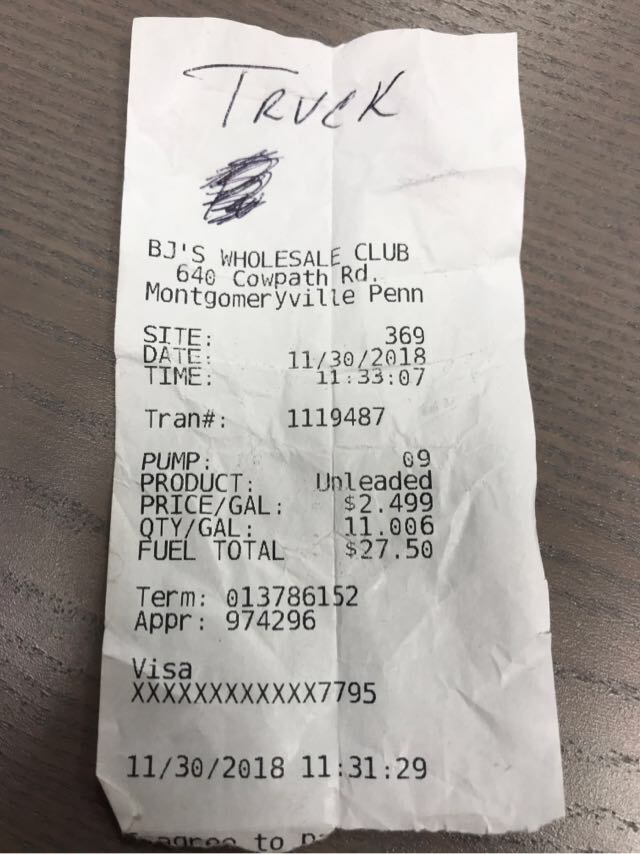 TRUCK
BJ'S WHOLESALE CLUB
640 Cowpath Rd.
Montgomeryville Penn
SITE: 369
DATE: 11/30/2018
TIME: 11:33:07
Tran#: 1119487
PUMP: 09
PRODUCT: Unleaded
PRICE/GAL: $2.499
QTY/GAL: 11.006
FUEL TOTAL $27.50
Term: 013786152
Appr: 974296
Visa
XXXXXXXXXXXX7795
11/30/2018 11:31:29
agree to